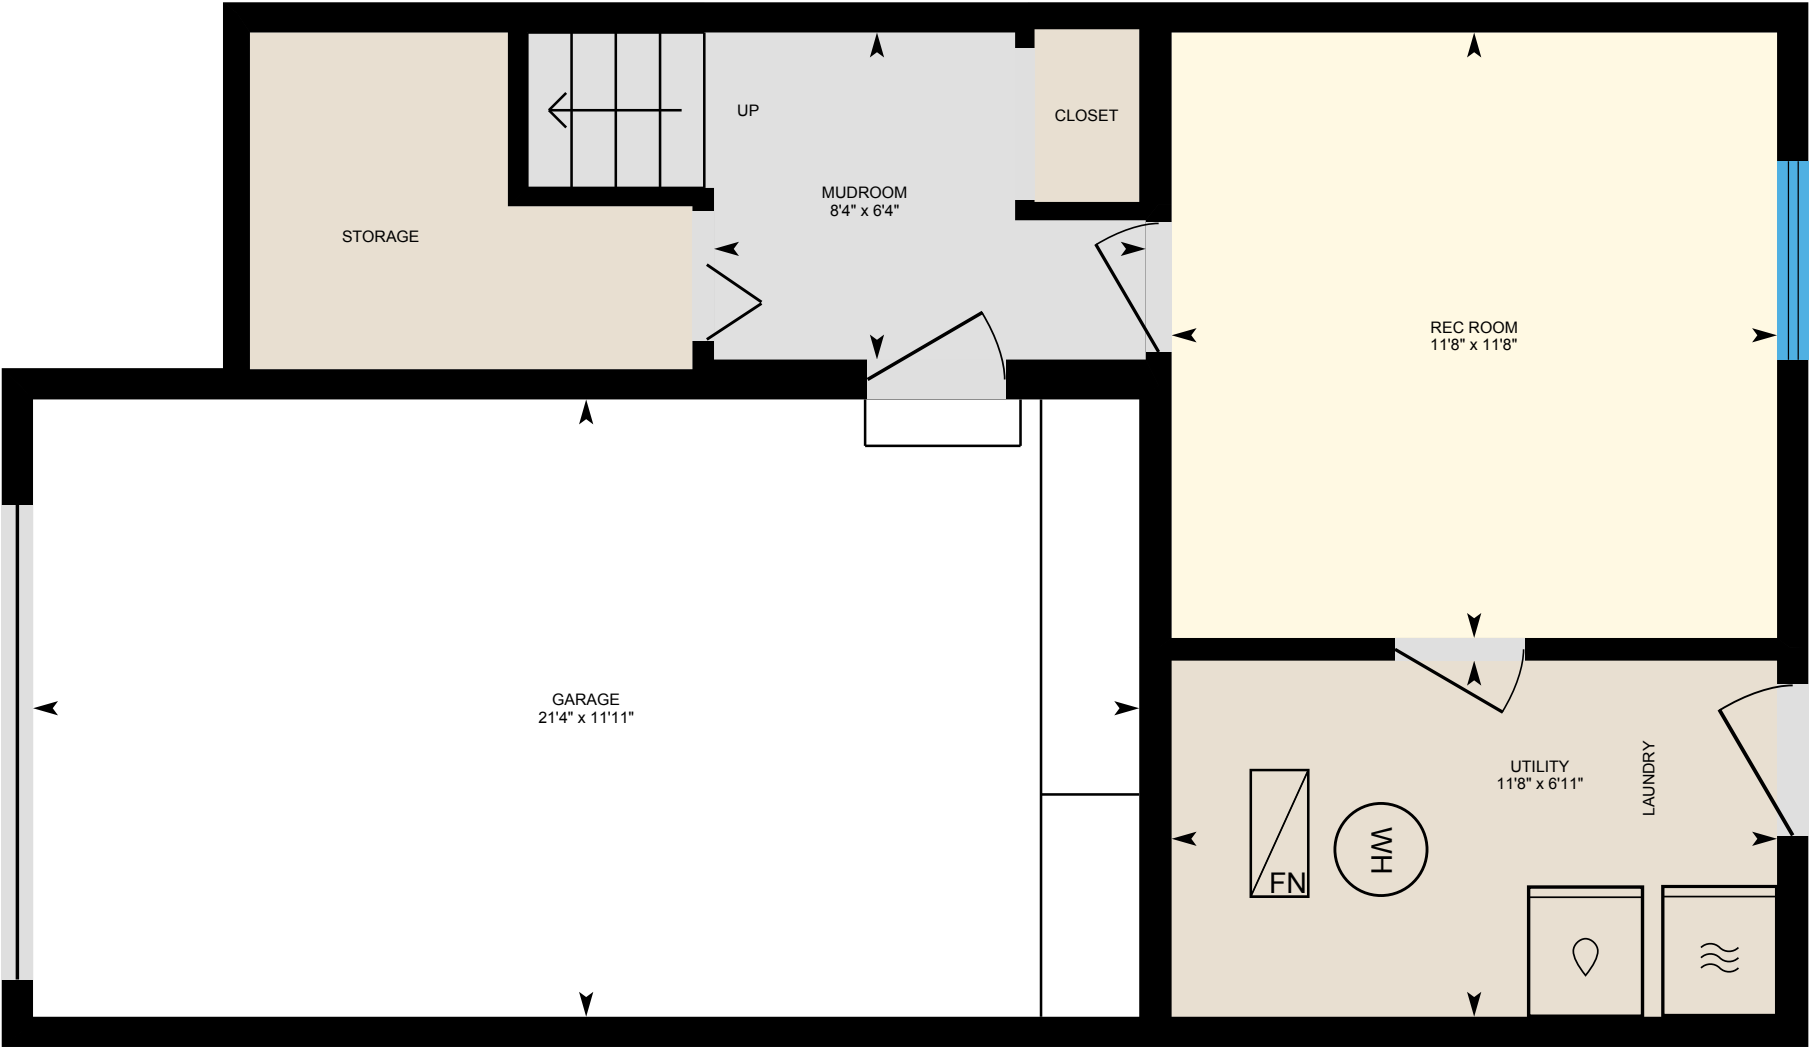 UP
CLOSET
MUDROOM
8'4" x 6'4"
STORAGE
REC ROOM
11'8" x 11'8"
GARAGE
21'4" x 11'11"
UTILITY
11'8" x 6'11"
LAUNDRY
WH
FN